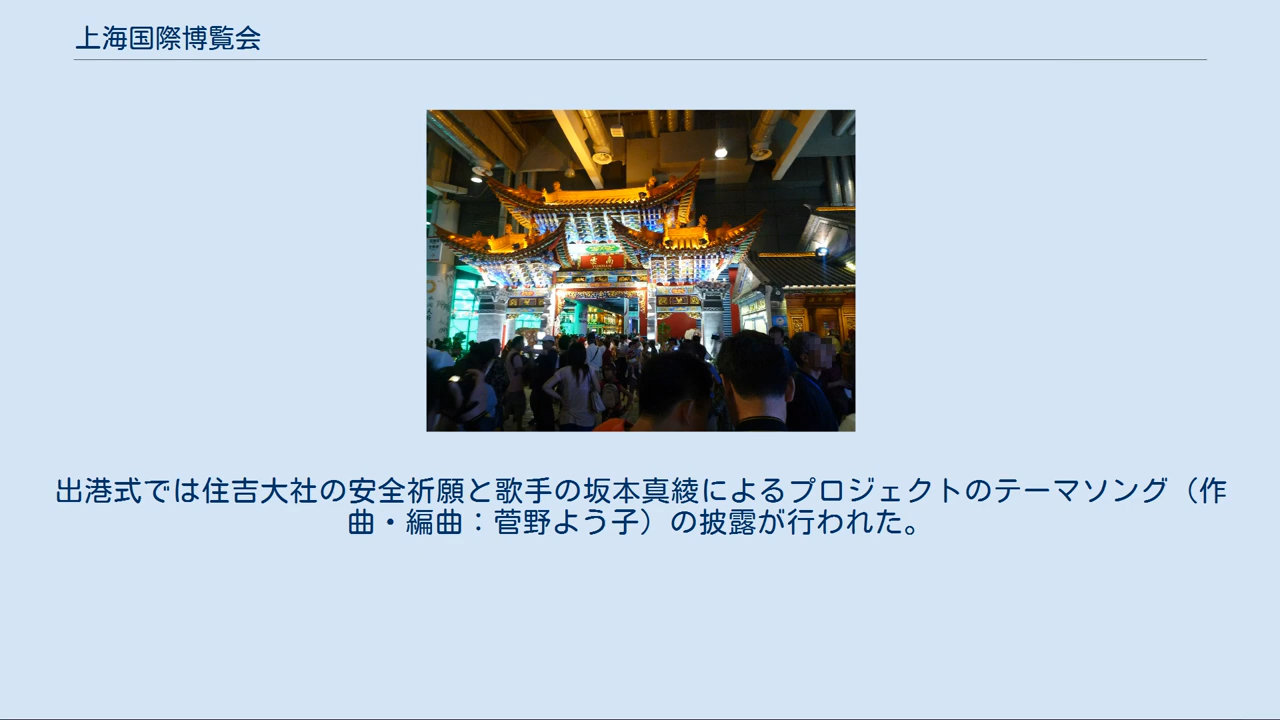 上海国際博覧会
雲南
出港式では住吉大社の安全祈願と歌手の坂本真綾によるプロジェクトのテーマソング（作
曲・編曲：菅野よう子）の披露が行われた。